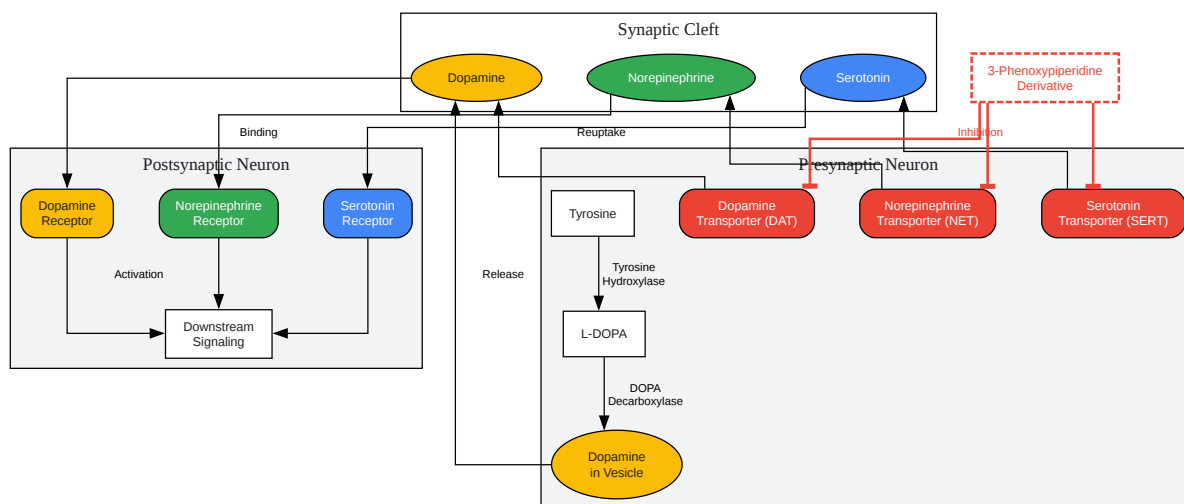 Synaptic Cleft
Dopamine
Norepinephrine
Serotonin
3-Phenoxypiperidine
Derivative
Binding
Reuptake
Inhibition
Postsynaptic Neuron
Presynaptic Neuron
Dopamine
Receptor
Norepinephrine
Receptor
Serotonin
Receptor
Tyrosine
Dopamine
Transporter (DAT)
Norepinephrine
Transporter (NET)
Serotonin
Transporter (SERT)
Activation
Release
Tyrosine
Hydroxylase
Downstream
Signaling
L-DOPA
DOPA
Decarboxylase
Dopamine
in Vesicle